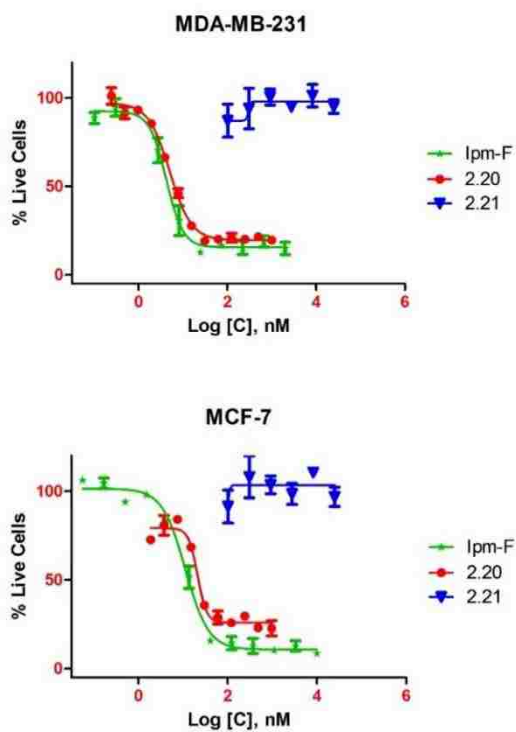 MDA-MB-231
100
50
0
% Live Cells
0
2
4
6
Log [C], nM
Ipm-F
2.20
2.21
MCF-7
100
50
0
% Live Cells
0
2
4
6
Log [C], nM
Ipm-F
2.20
2.21